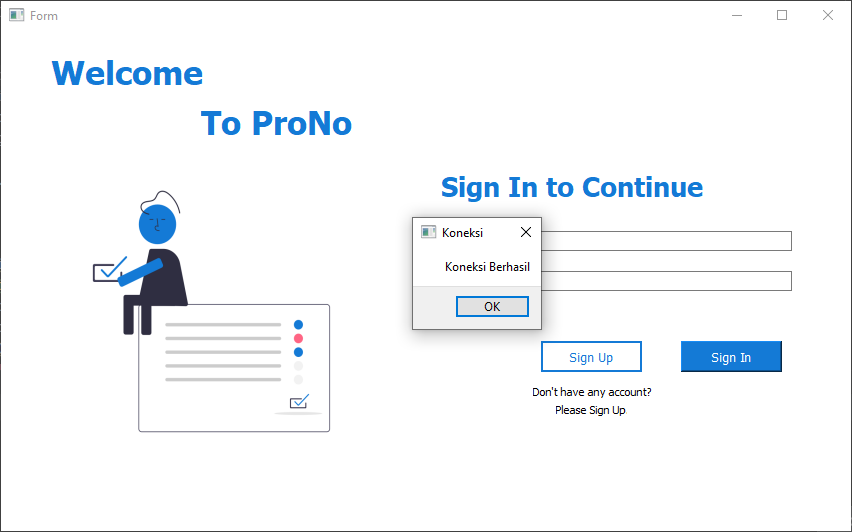 Form
Welcome
To ProNo
Sign In to Continue
Koneksi
Koneksi Berhasil
OK
Sign Up
Sign In
Don't have any account?
Please Sign Up